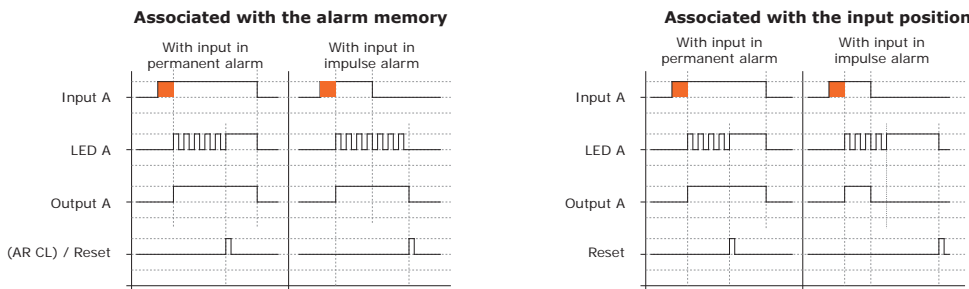 Associated with the alarm memory
With input in
permanent alarm
With input in
impulse alarm
Input A
LED A
Output A
(AR CL) / Reset
Associated with the input position
With input in
permanent alarm
With input in
impulse alarm
Input A
LED A
Output A
Reset